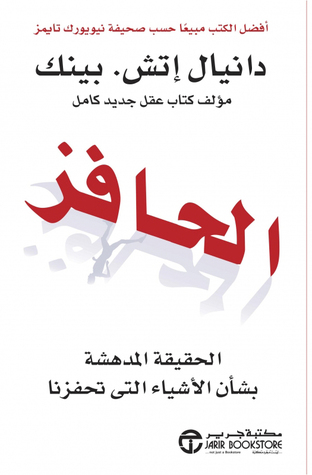 أفضل الكتب مبيعًا حسب صحيفة نيويورك تايمز
دانيال إتش. بينك
مؤلف كتاب عقل جديد كامل
الحافز
الحقيقة المدهشة
بشأن الأشياء التى تحفزنا
مكتبة جرير
JARIR BOOKSTORE